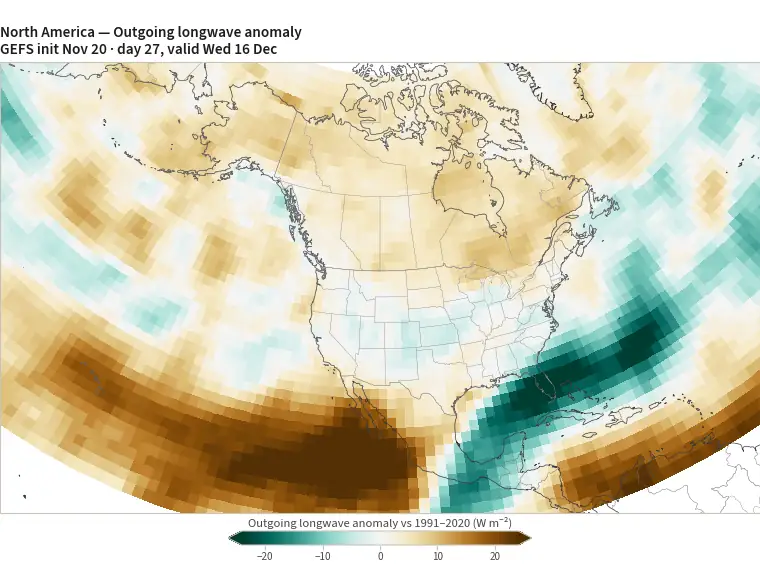 North America — Outgoing longwave anomaly
GEFS init Nov 20 · day 27, valid Wed 16 Dec
Outgoing longwave anomaly vs 1991–2020 (W m⁻²)
−20 −10 0 10 20